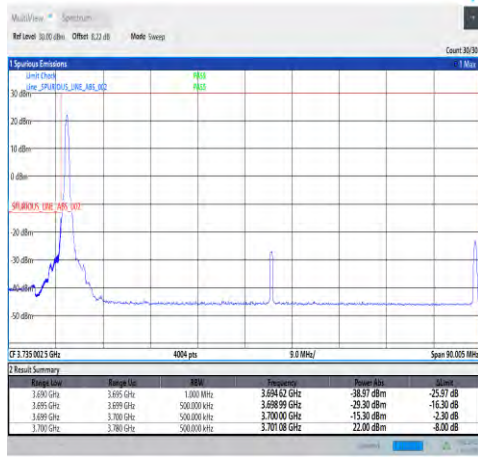 MultiView Spectrum
Ref Level 30.00 dBm Offset 8.22 dB Mode Sweep
Count 30/30
1 Spurious Emissions 1 Max
Limit Check PASS
Line _SPURIOUS_LINE_ABS_002 PASS
30 dBm
20 dBm
10 dBm
0 dBm
_SPURIOUS_LINE_ABS_002
-20 dBm
-30 dBm
-40 dBm
-50 dBm
CF 3.735 002 5 GHz 4004 pts 9.0 MHz/ Span 90.005 MHz
2 Result Summary
Range Low Range Up RBW Frequency Power Abs ΔLimit
3.690 GHz 3.695 GHz 1.000 MHz 3.694 62 GHz -38.97 dBm -25.97 dB
3.695 GHz 3.699 GHz 500.000 kHz 3.698 99 GHz -29.30 dBm -16.30 dB
3.699 GHz 3.700 GHz 500.000 kHz 3.700 00 GHz -15.30 dBm -2.30 dB
3.700 GHz 3.780 GHz 500.000 kHz 3.701 08 GHz 22.00 dBm -8.00 dB